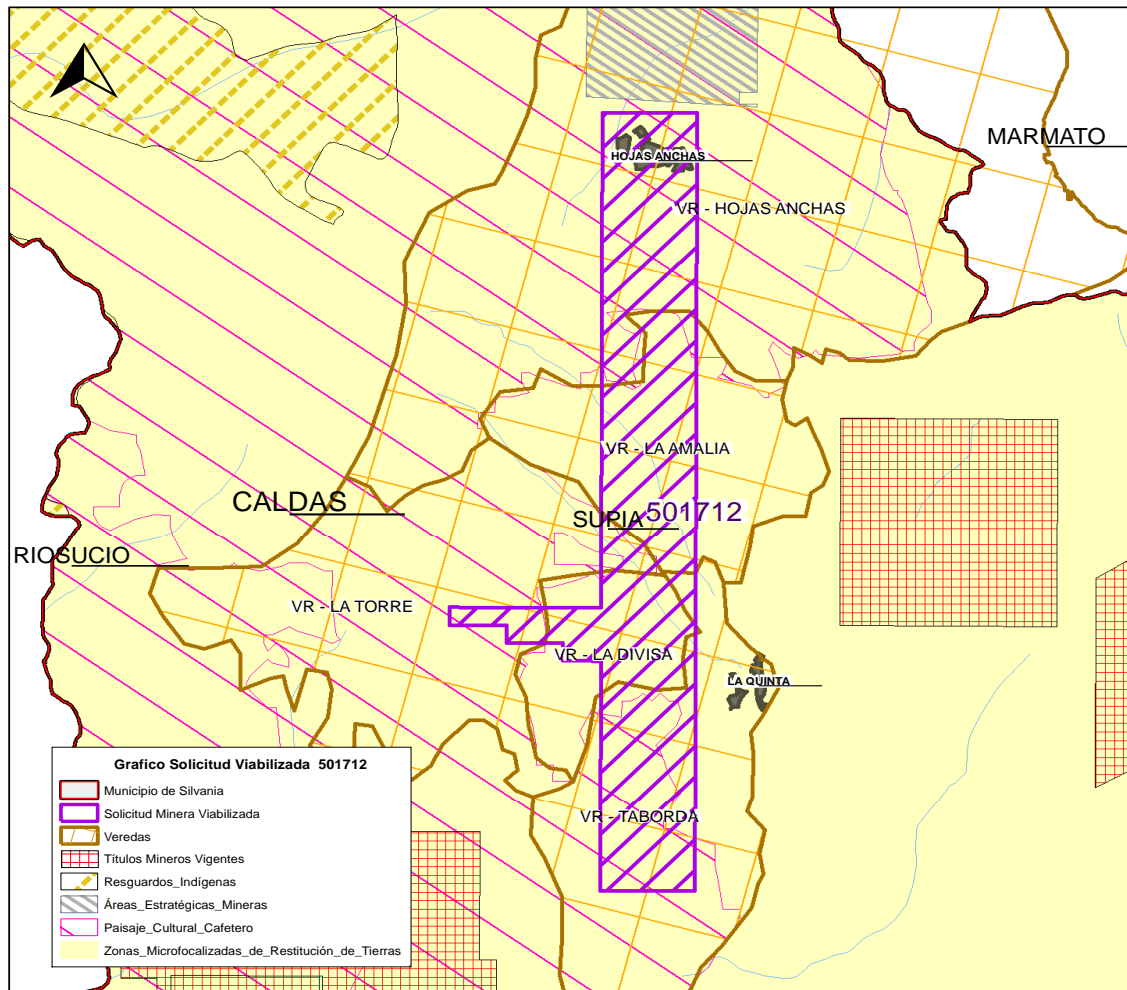 MARMATO
HOJAS ANCHAS
VR - HOJAS ANCHAS
VR - LA AMALIA
CALDAS
SUPIA
501712
RIOSUCIO
VR - LA TORRE
VR - LA DIVISA
LA QUINTA
VR - TABORDA
Grafico Solicitud Viabilizada 501712
Municipio de Silvania
Solicitud Minera Viabilizada
Veredas
Títulos Mineros Vigentes
Resguardos_Indígenas
Áreas_Estratégicas_Mineras
Paisaje_Cultural_Cafetero
Zonas_Microfocalizadas_de_Restitución_de_Tierras